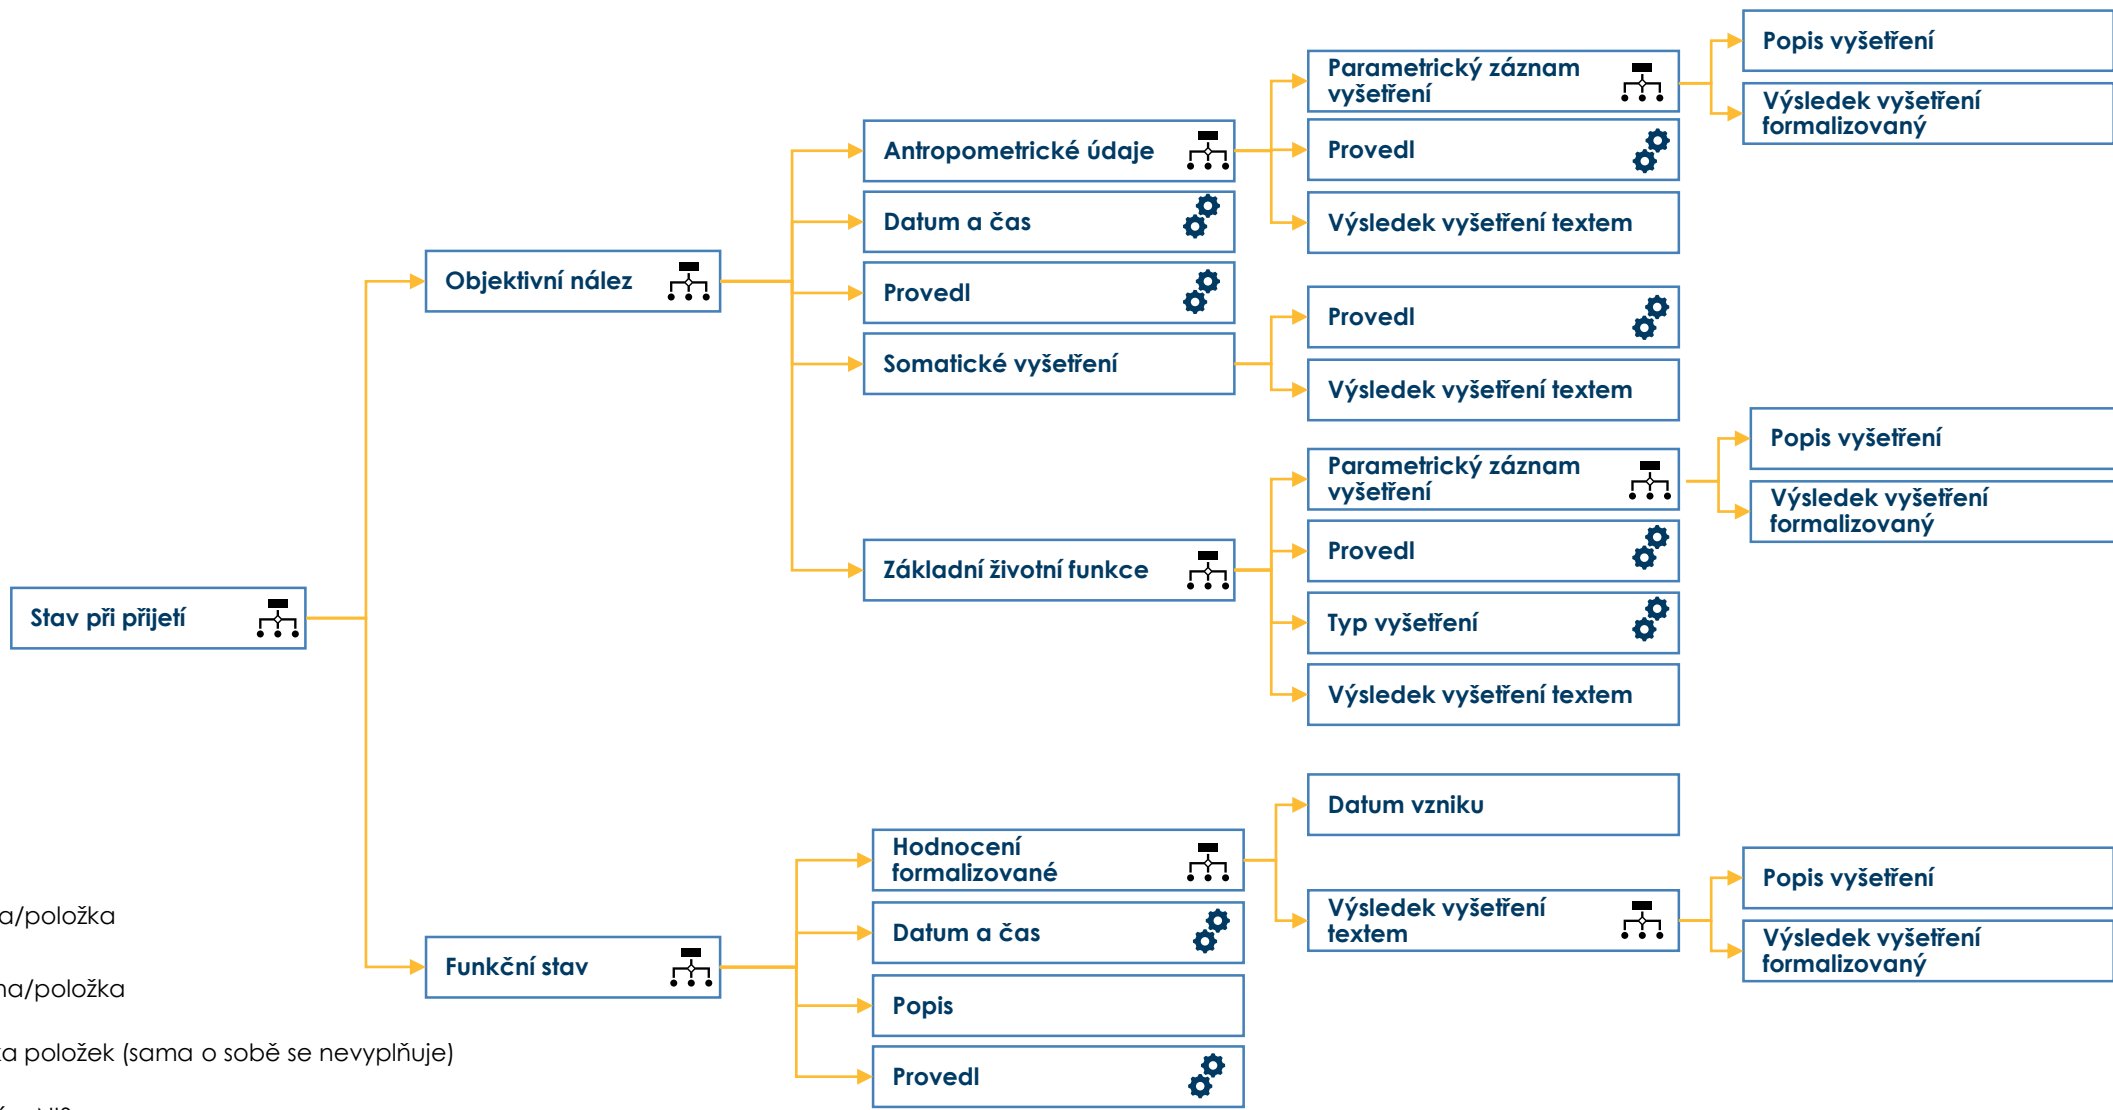 Stav při přijetí
Objektivní nález
Antropometrické údaje
Parametrický záznam
vyšetření
Popis vyšetření
Výsledek vyšetření
formalizovaný
Provedl
Výsledek vyšetření textem
Datum a čas
Provedl
Somatické vyšetření
Provedl
Výsledek vyšetření textem
Základní životní funkce
Parametrický záznam
vyšetření
Popis vyšetření
Výsledek vyšetření
formalizovaný
Provedl
Typ vyšetření
Výsledek vyšetření textem
Funkční stav
Hodnocení
formalizované
Datum vzniku
Výsledek vyšetření
textem
Popis vyšetření
Výsledek vyšetření
formalizovaný
Datum a čas
Popis
Provedl
a/položka
na/položka
ka položek (sama o sobě se nevyplňuje)